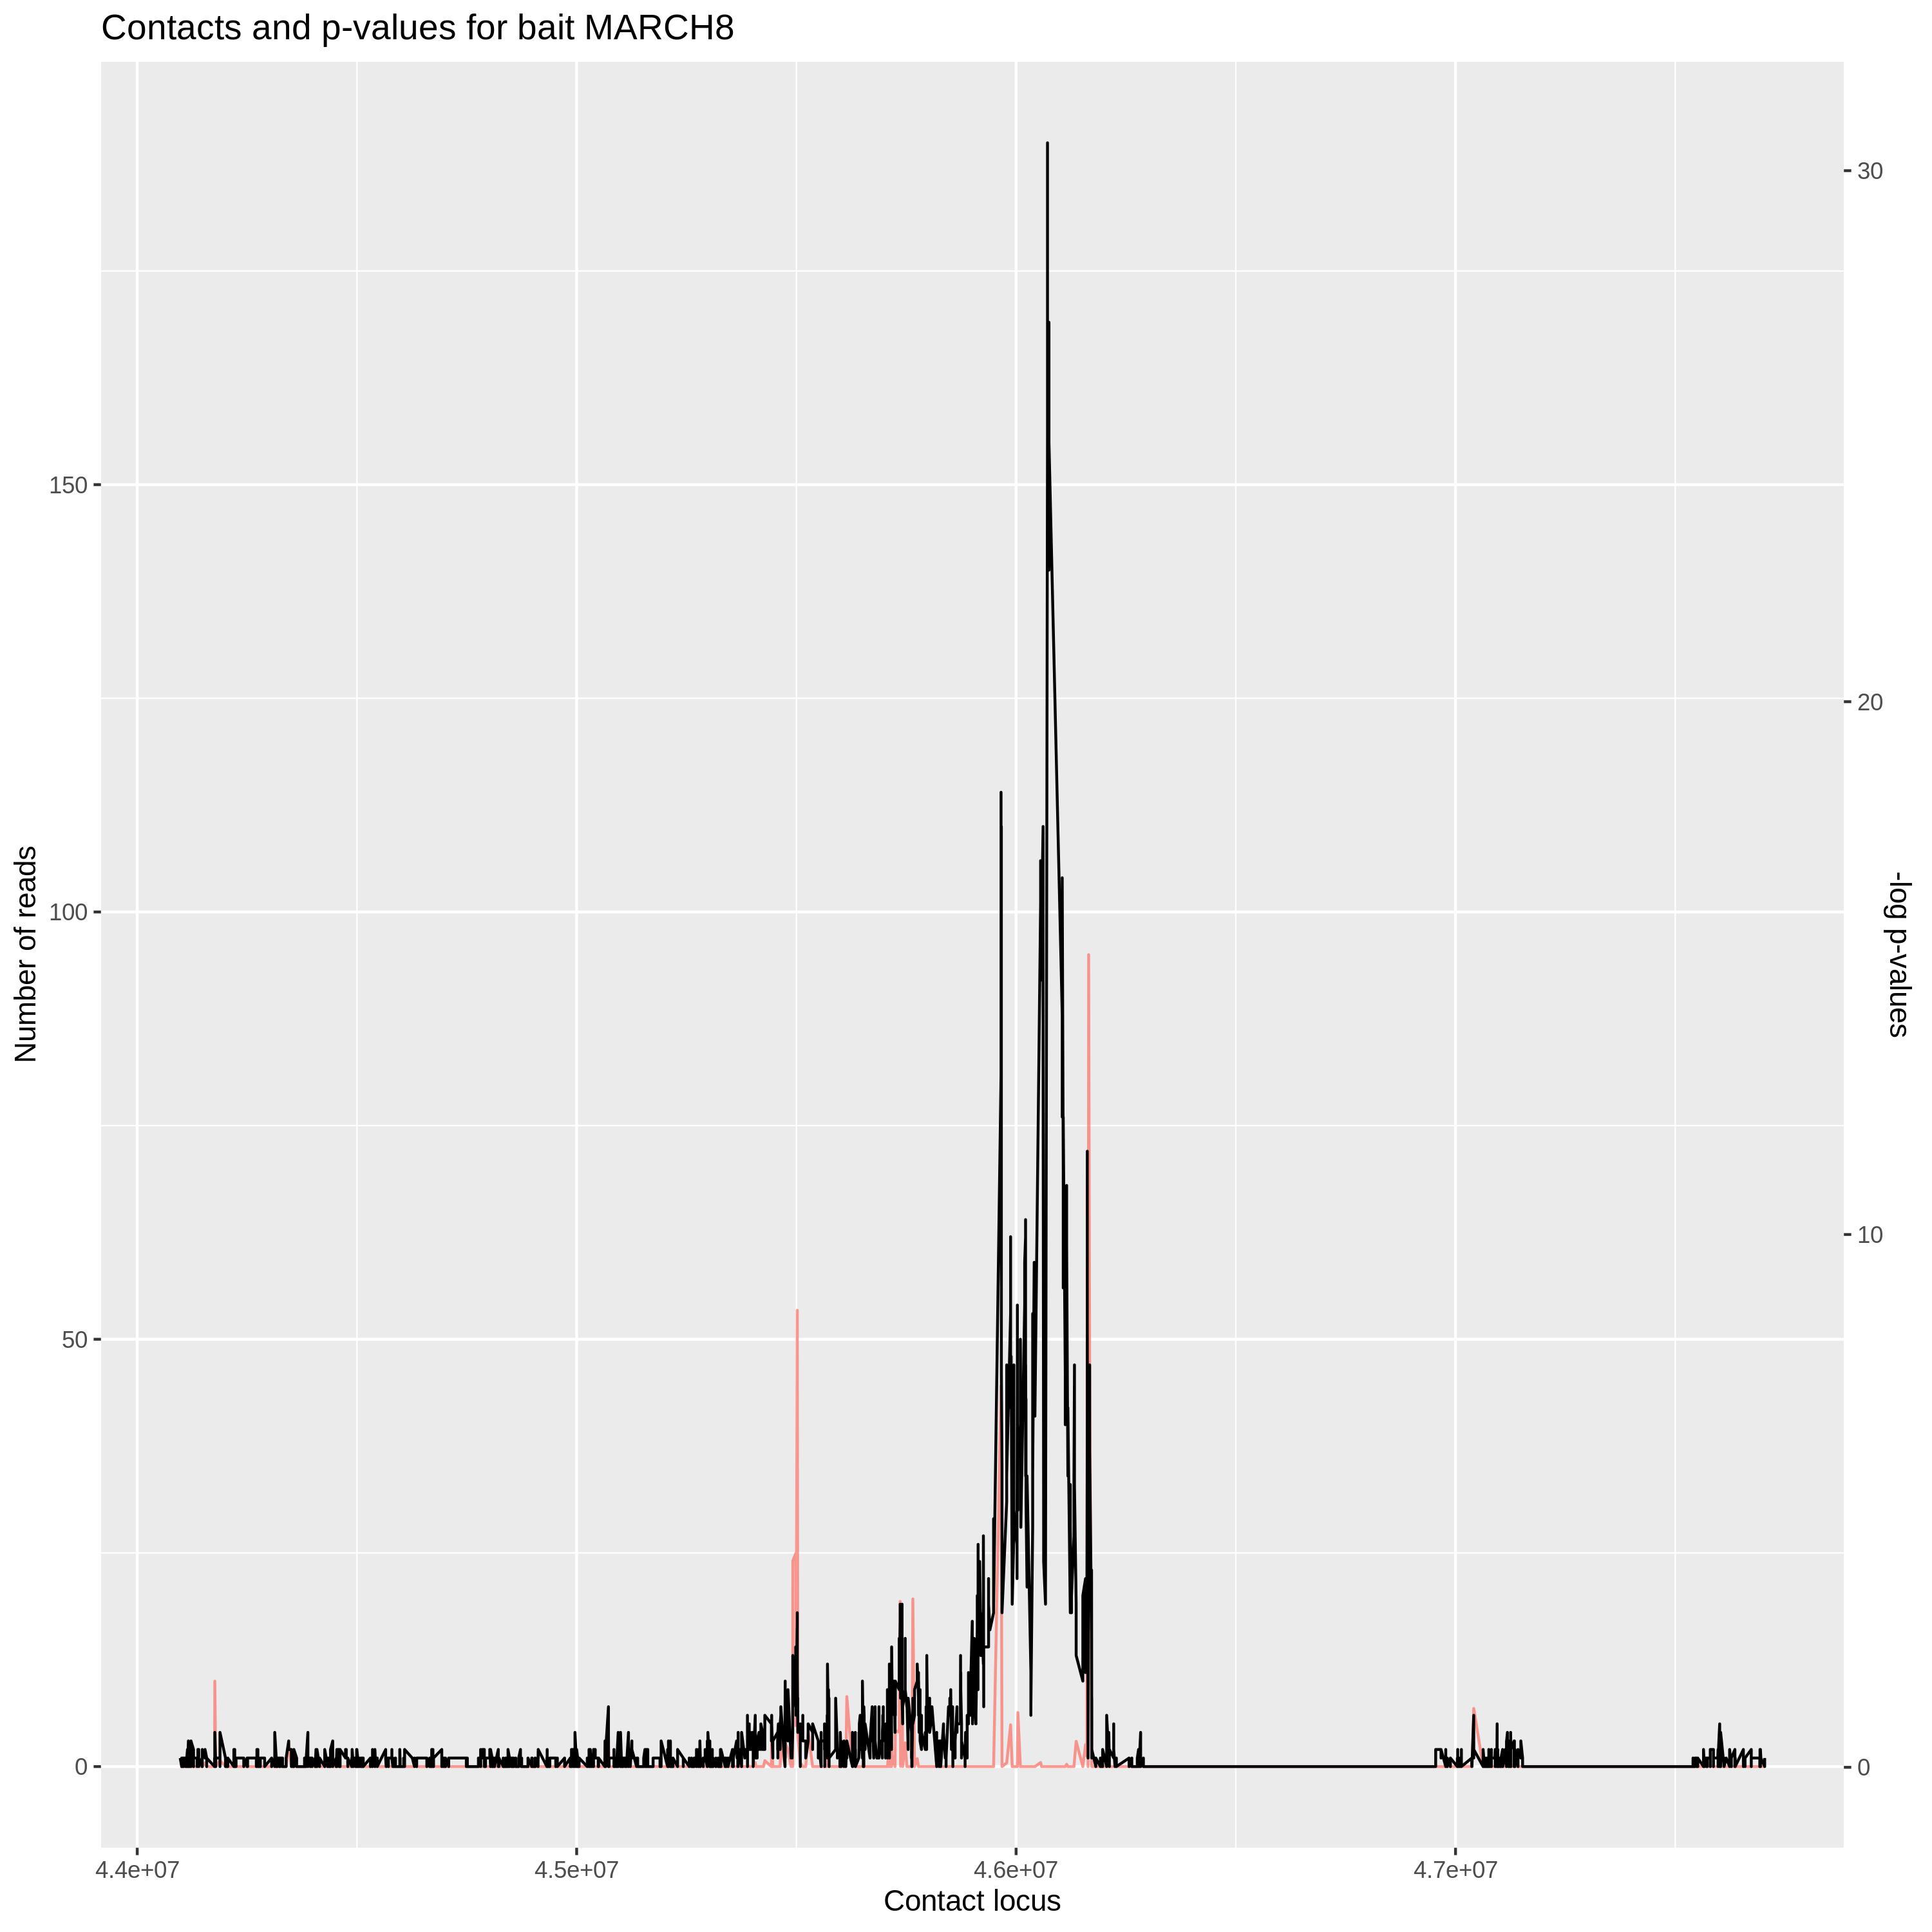 Contacts and p-values for bait MARCH8
Number of reads
150
100
50
0
30
20
10
0
-log p-values
4.4e+07
4.5e+07
4.6e+07
4.7e+07
Contact locus